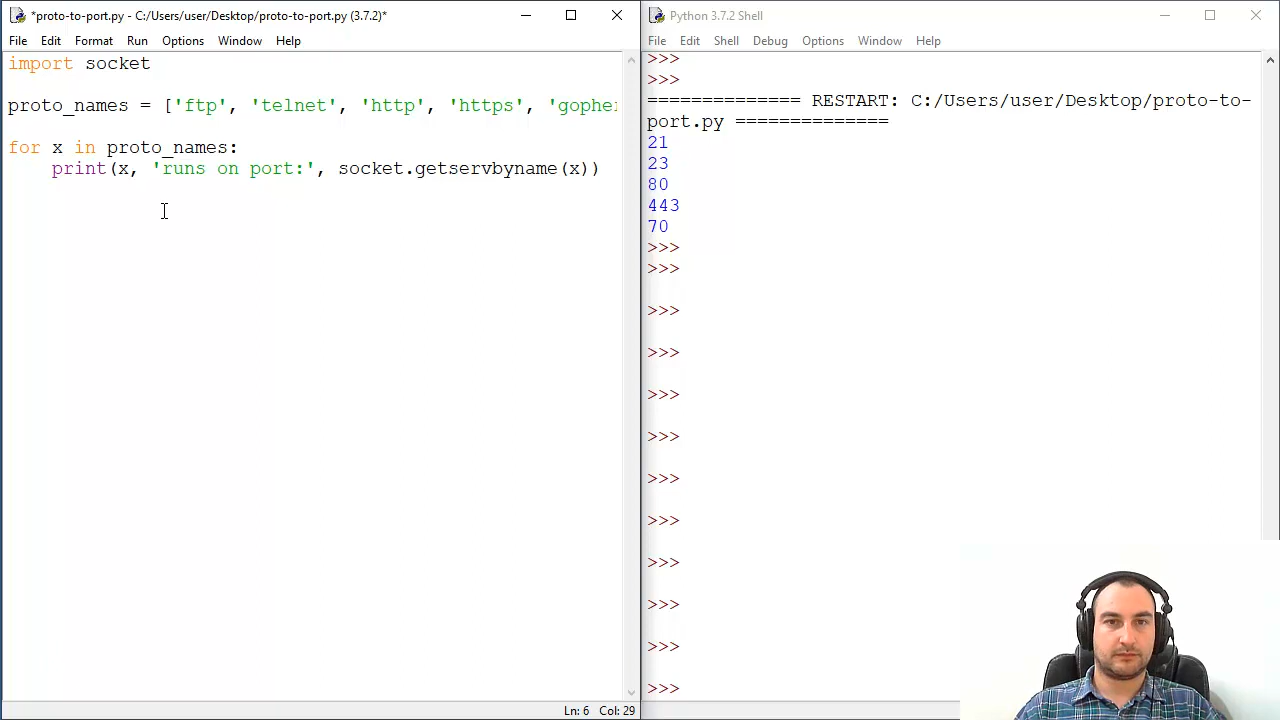 *proto-to-port.py - C:/Users/user/Desktop/proto-to-port.py (3.7.2)*
File Edit Format Run Options Window Help
import socket
proto_names = ['ftp', 'telnet', 'http', 'https', 'gophe
for x in proto_names:
print(x, 'runs on port:', socket.getservbyname(x))
Ln: 6 Col: 29
Python 3.7.2 Shell
File Edit Shell Debug Options Window Help
>>>
>>>
============== RESTART: C:/Users/user/Desktop/proto-to-
port.py ==============
21
23
80
443
70
>>>
>>>
>>>
>>>
>>>
>>>
>>>
>>>
>>>
>>>
>>>
>>>